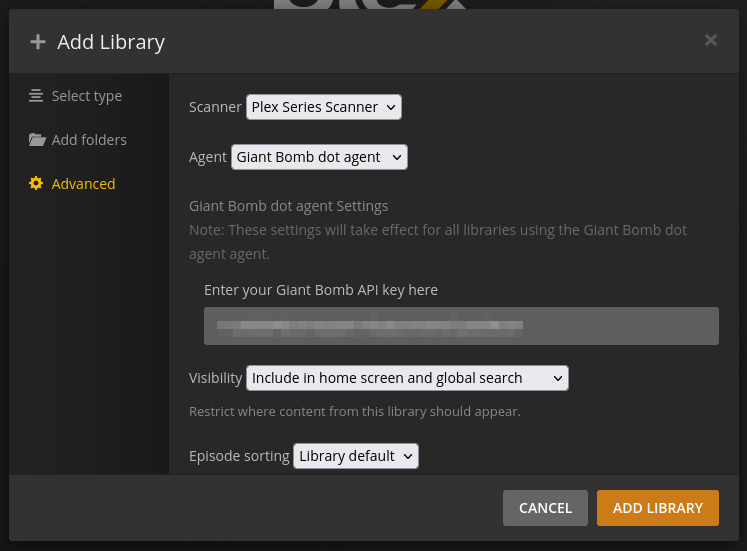 Add Library
Select type
Add folders
Advanced
Scanner Plex Series Scanner
Agent Giant Bomb dot agent
Giant Bomb dot agent Settings
Note: These settings will take effect for all libraries using the Giant Bomb dot
agent agent.
Enter your Giant Bomb API key here
Visibility Include in home screen and global search
Restrict where content from this library should appear.
Episode sorting Library default
CANCEL
ADD LIBRARY